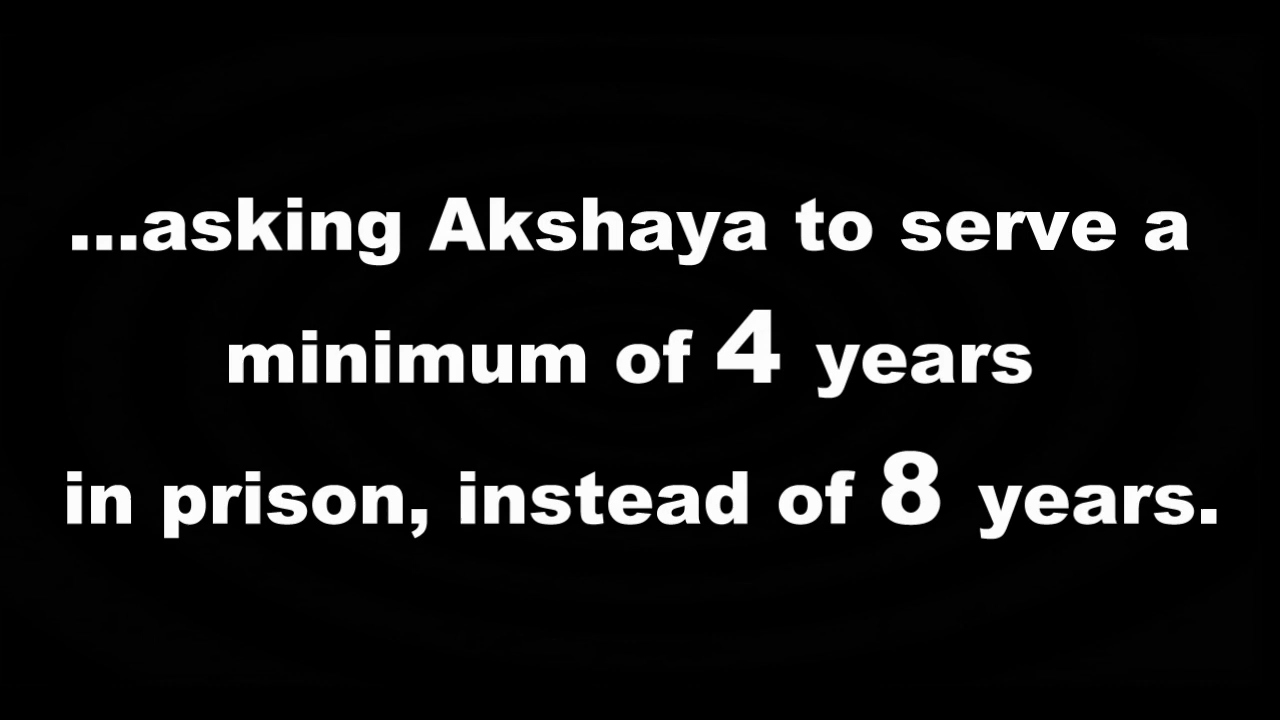 ...asking Akshaya to serve a
minimum of 4 years
in prison, instead of 8 years.